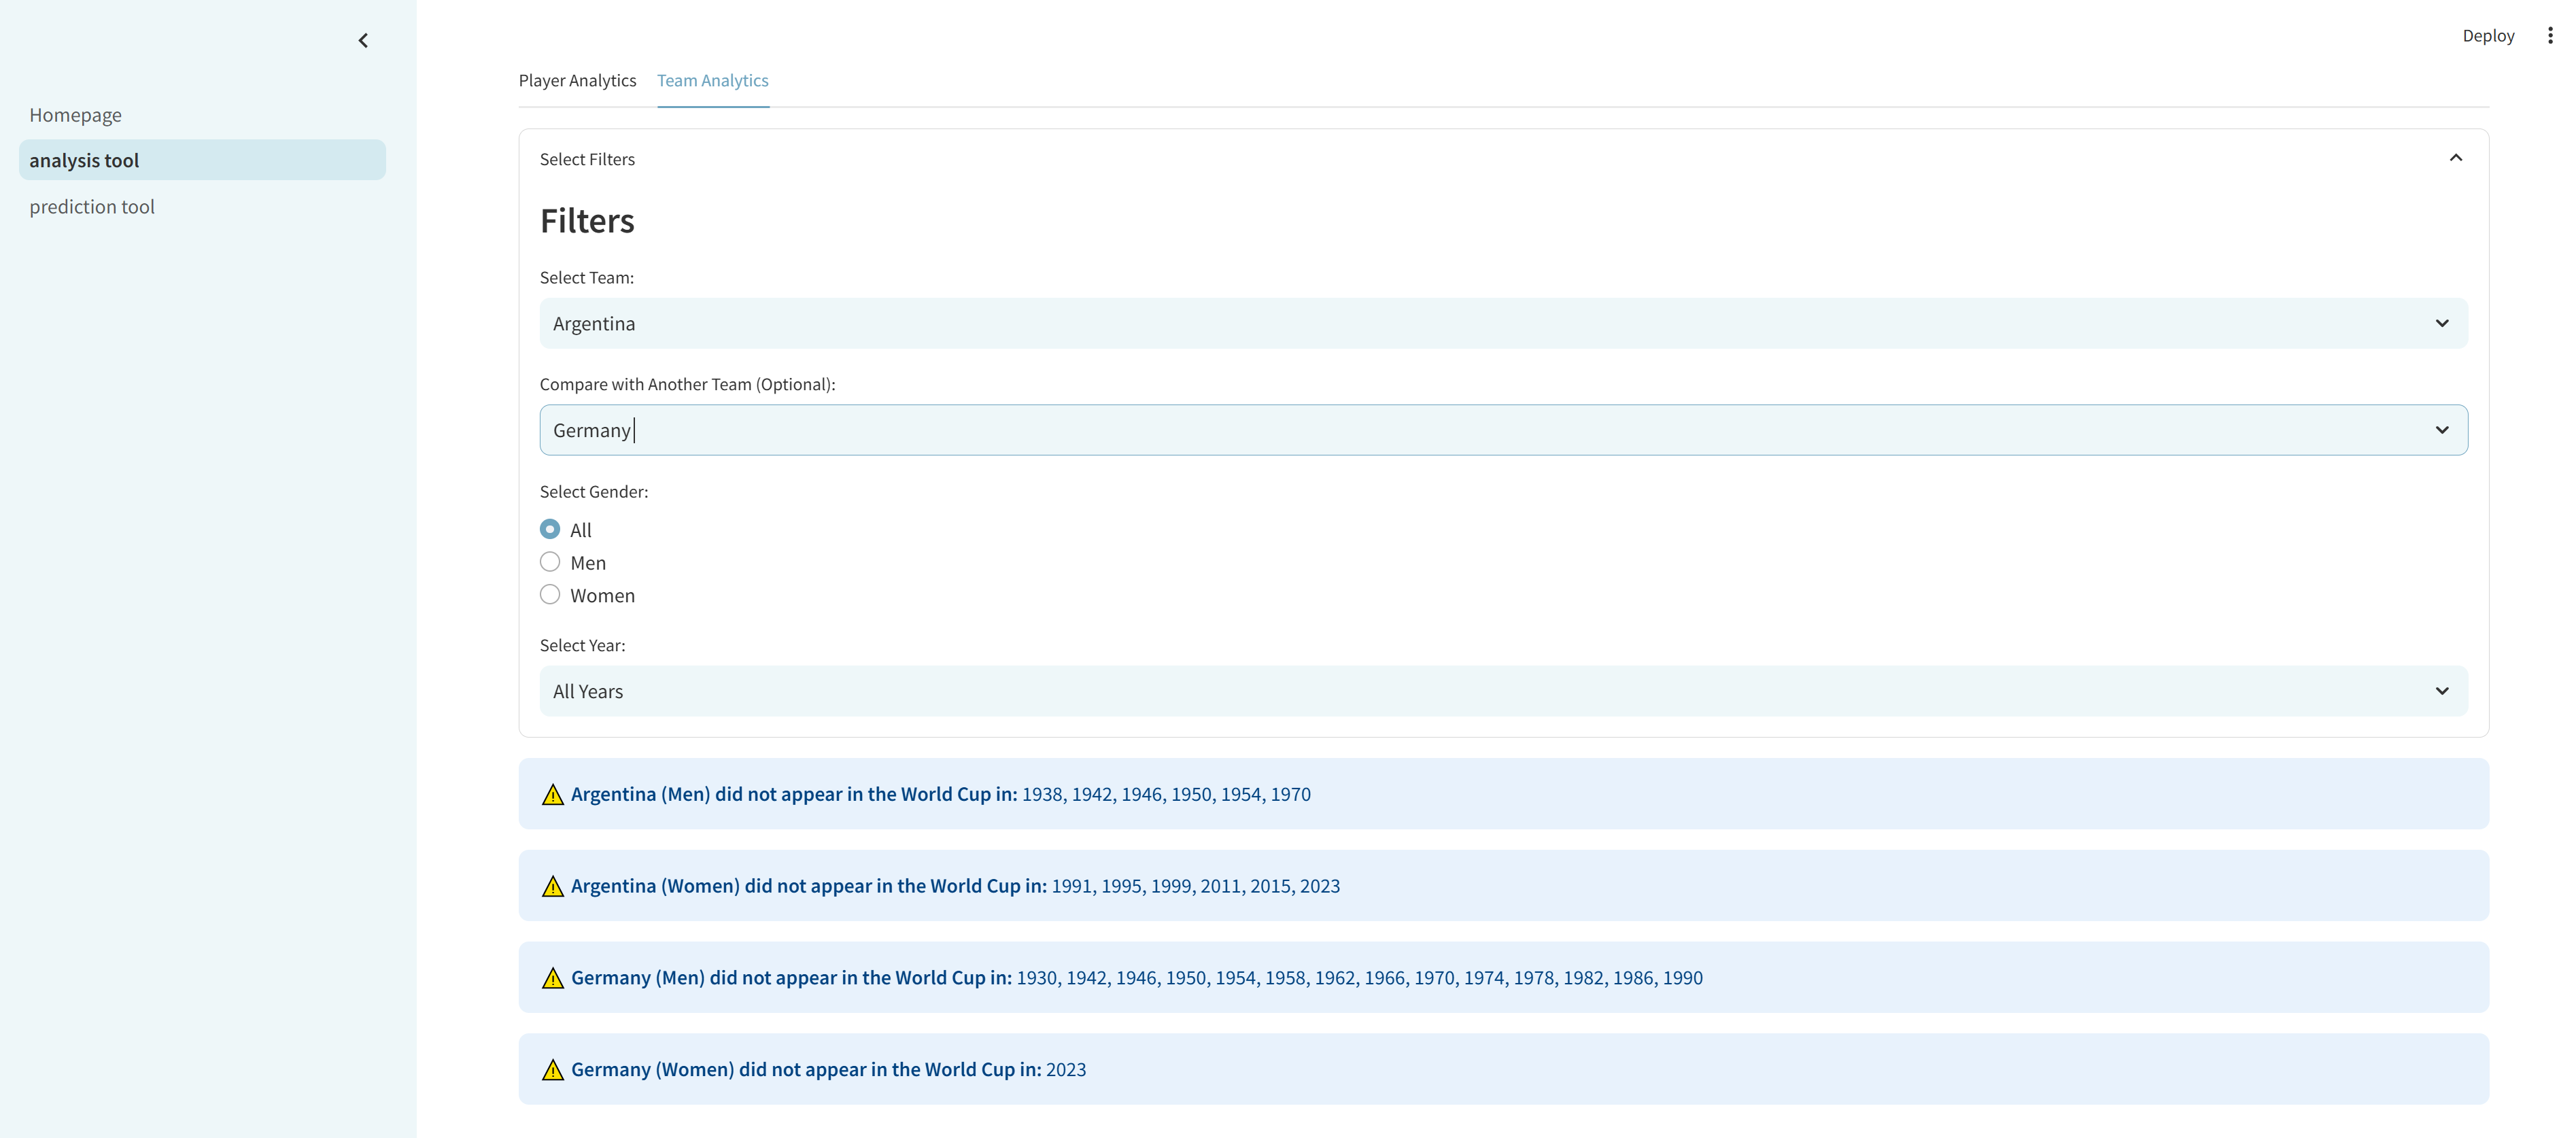 Deploy
Player Analytics Team Analytics
Homepage
analysis tool
prediction tool
Select Filters
Filters
Select Team:
Argentina
Compare with Another Team (Optional):
Germany
Select Gender:
All
Men
Women
Select Year:
All Years
Argentina (Men) did not appear in the World Cup in: 1938, 1942, 1946, 1950, 1954, 1970
Argentina (Women) did not appear in the World Cup in: 1991, 1995, 1999, 2011, 2015, 2023
Germany (Men) did not appear in the World Cup in: 1930, 1942, 1946, 1950, 1954, 1958, 1962, 1966, 1970, 1974, 1978, 1982, 1986, 1990
Germany (Women) did not appear in the World Cup in: 2023